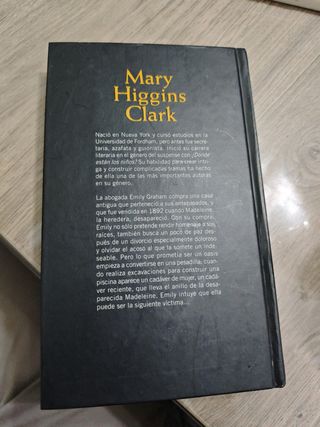 Mary
Higgins
Clark
Nació en Nueva York y cursó estudios en la
Universidad de Fordham, pero antes fue secre-
taria, azafata y guionista. Inició su carrera
literaria en el género del suspense con ¿Dónde
están los niños? Su habilidad para crear intri-
ga y construir complicadas tramas ha hecho
de ella una de las más importantes autoras
en su género.
La abogada Emily Graham compra una casa
antigua que perteneció a sus antepasados, y
que fue vendida en 1892 cuando Madeleine,
la heredera, desapareció. Con su compra,
Emily no sólo pretende rendir homenaje a sus
raíces, también busca un poco de paz des-
pués de un divorcio especialmente doloroso
y olvidar el acoso al que la somete un inde-
seable. Pero lo que prometía ser un oasis
empieza a convertirse en una pesadilla, cuan-
do realiza excavaciones para construir una
piscina aparece un cadáver de mujer, un cadá-
ver reciente, que lleva el anillo de la desa-
parecida Madeleine. Emily intuye que ella
puede ser la siguiente víctima...